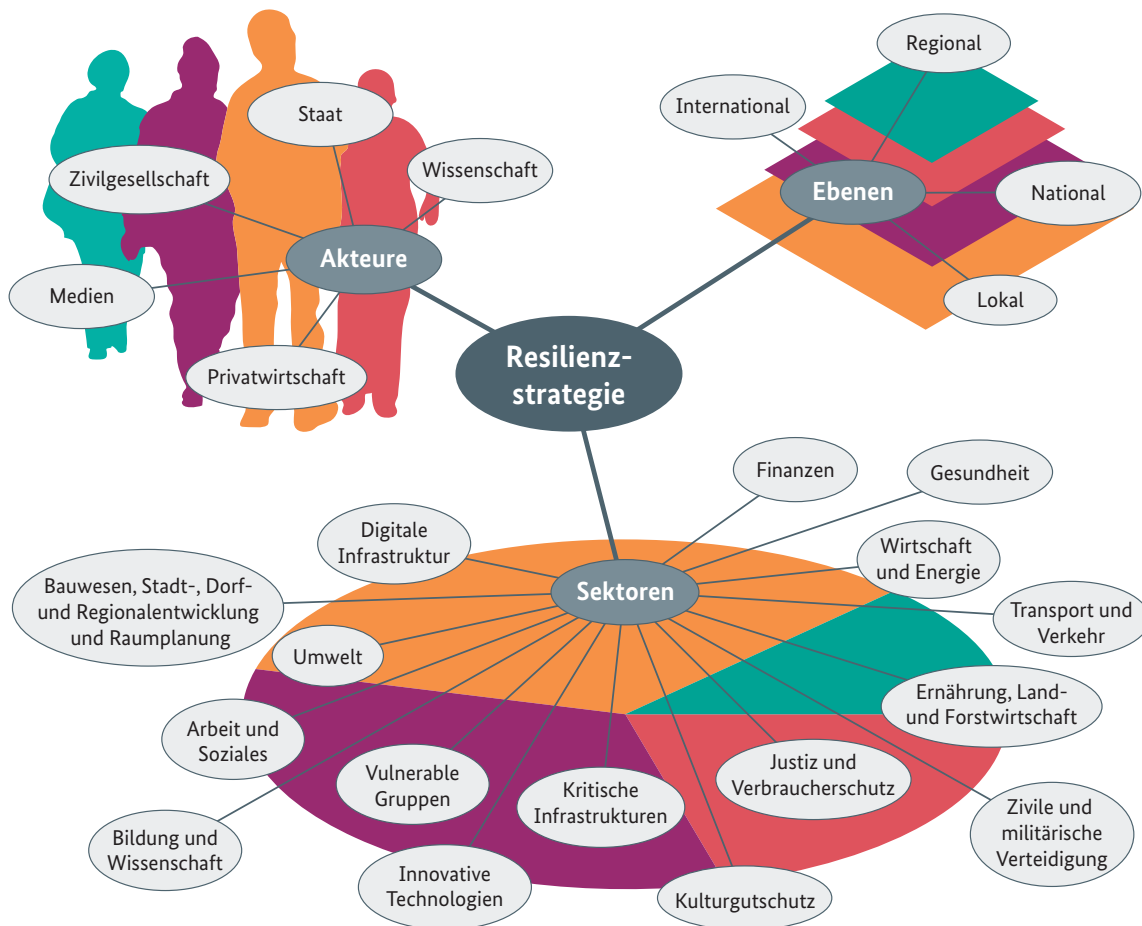 Regional
International
Staat
Wissenschaft
Zivilgesellschaft
Ebenen
National
Akteure
Medien
Lokal
Privatwirtschaft
Resilienz-
strategie
Finanzen
Gesundheit
Digitale
Infrastruktur
Wirtschaft
und Energie
Sektoren
Bauwesen, Stadt-, Dorf-
und Regionalentwicklung
und Raumplanung
Transport und
Verkehr
Umwelt
Ernährung, Land-
und Forstwirtschaft
Arbeit und
Soziales
Vulnerable
Gruppen
Kritische
Infrastrukturen
Justiz und
Verbraucherschutz
Bildung und
Wissenschaft
Zivile und
militärische
Verteidigung
Innovative
Technologien
Kulturgutschutz